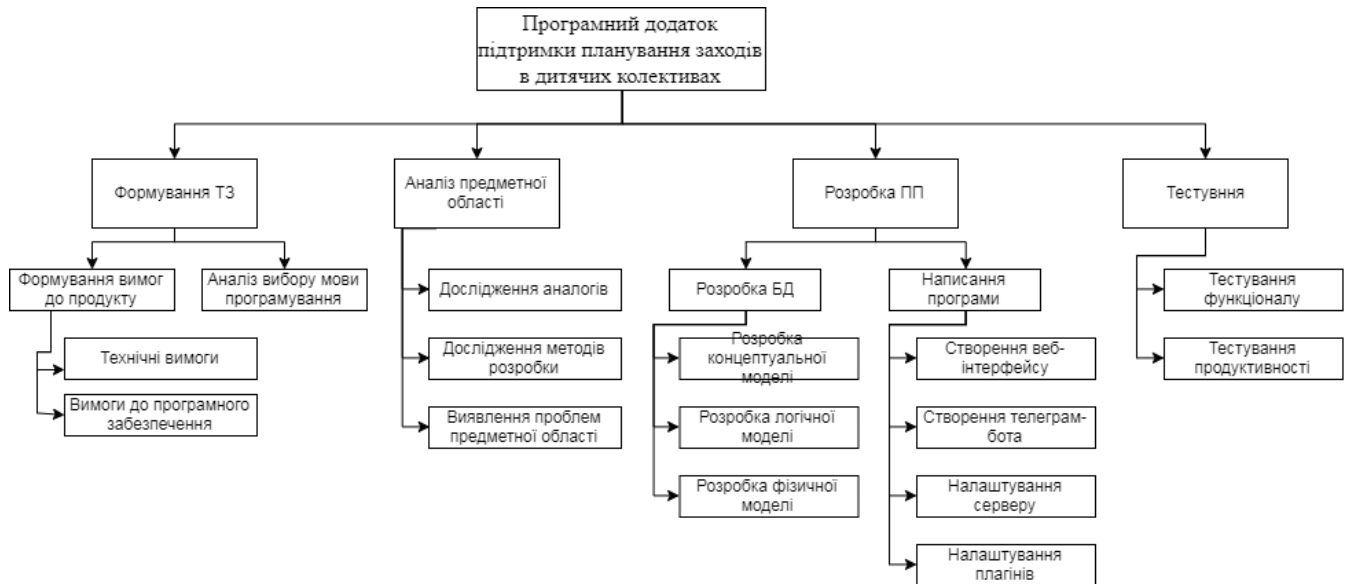 Програмний додаток
підтримки планування заходів
в дитячих колективах
Формування ТЗ
Аналіз предметної
області
Розробка ПП
Тестувння
Формування вимог
до продукту
Аналіз вибору мови
програмування
Технічні вимоги
Вимоги до програмного
забезпечення
Дослідження аналогів
Дослідження методів
розробки
Виявлення проблем
предметної області
Розробка БД
Розробка
концептуальної
моделі
Розробка логічної
моделі
Розробка фізичної
моделі
Написання
програми
Створення веб-
інтерфейсу
Створення телеграм-
бота
Налаштування
серверу
Налаштування
плагінів
Тестування
функціоналу
Тестування
продуктивності